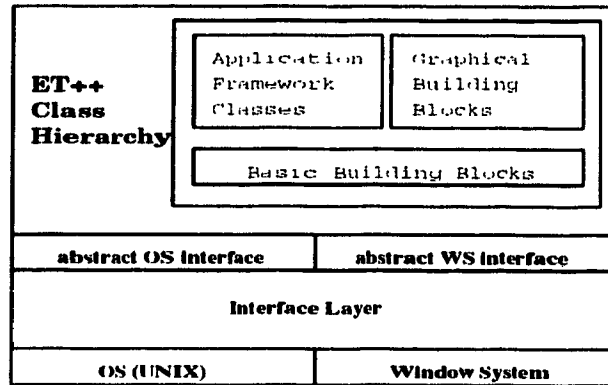 ET++
Class
Hierarchy
Application
Framework
Classes
Graphical
Building
Blocks
Basic Building Blocks
abstract OS interface
abstract WS interface
Interface Layer
OS (UNIX)
Window System